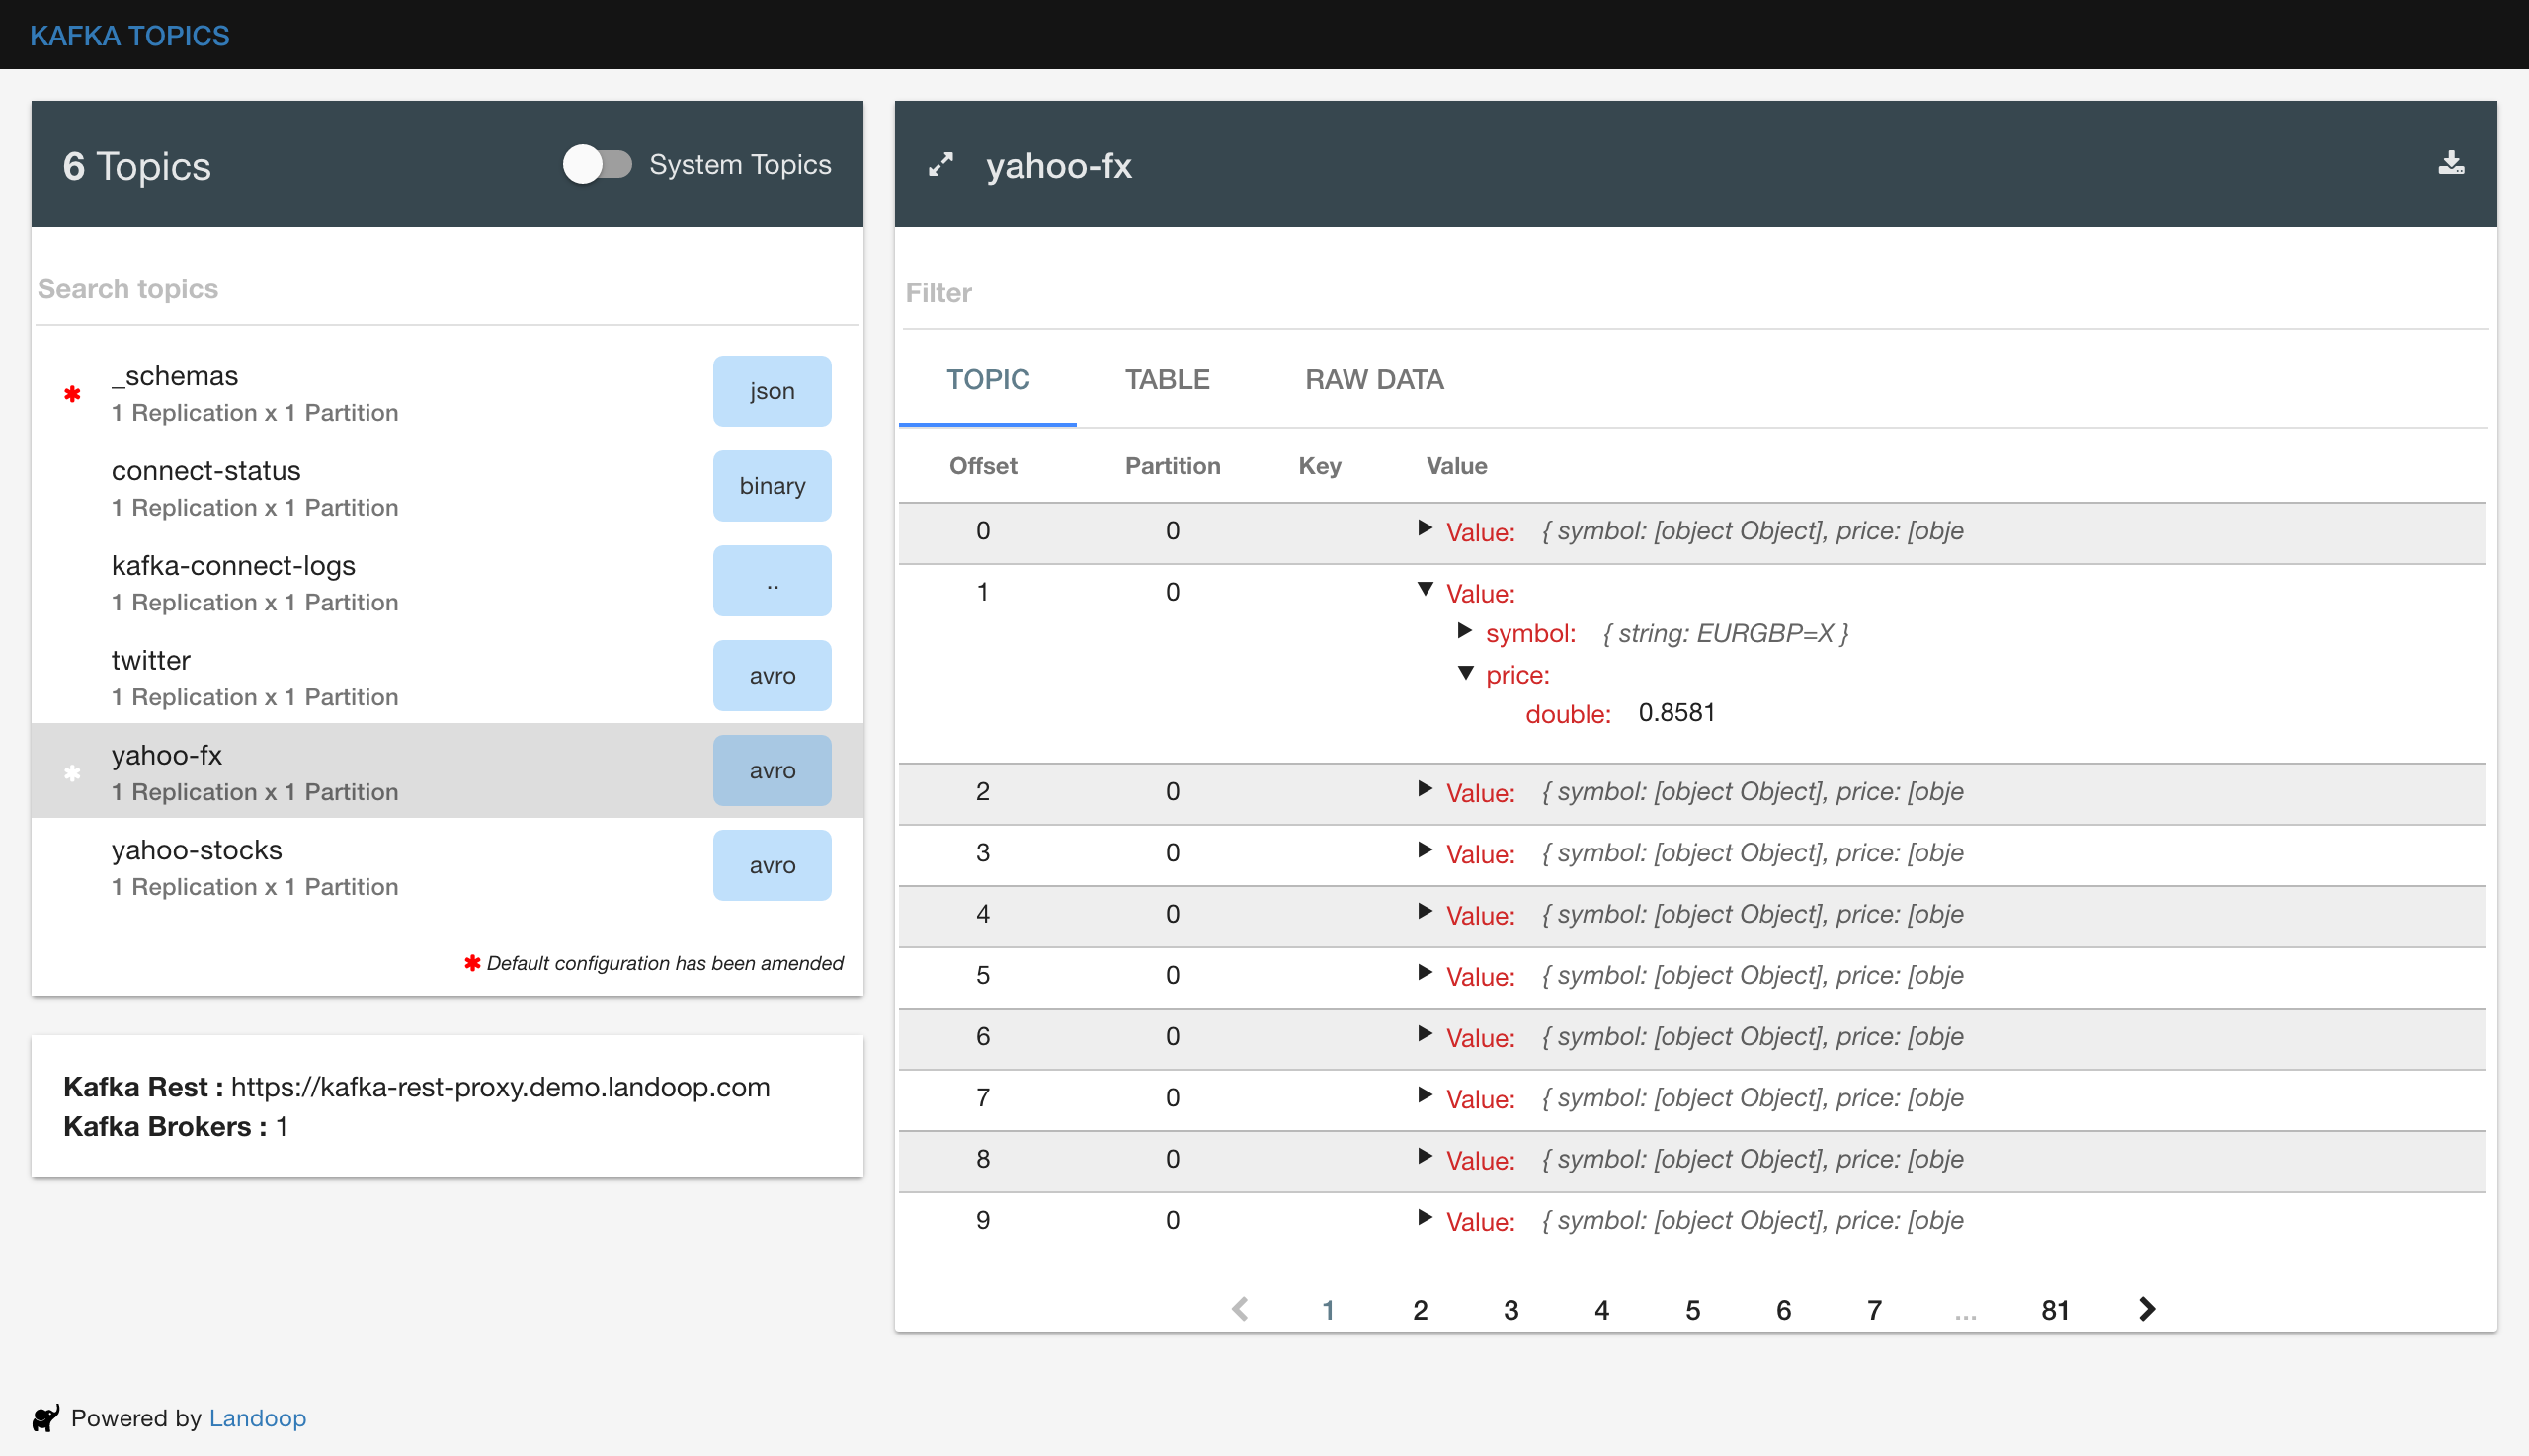 KAFKA TOPICS
6 Topics
System Topics
Search topics
_schemas
1 Replication x 1 Partition
json
connect-status
1 Replication x 1 Partition
binary
kafka-connect-logs
1 Replication x 1 Partition
..
twitter
1 Replication x 1 Partition
avro
yahoo-fx
1 Replication x 1 Partition
avro
yahoo-stocks
1 Replication x 1 Partition
avro
✱ Default configuration has been amended
Kafka Rest : https://kafka-rest-proxy.demo.landoop.com
Kafka Brokers : 1
yahoo-fx
Filter
TOPIC TABLE RAW DATA
Offset Partition Key Value
0 0 Value: { symbol: [object Object], price: [obje
1 0 Value:
symbol: { string: EURGBP=X }
price:
double: 0.8581
2 0 Value: { symbol: [object Object], price: [obje
3 0 Value: { symbol: [object Object], price: [obje
4 0 Value: { symbol: [object Object], price: [obje
5 0 Value: { symbol: [object Object], price: [obje
6 0 Value: { symbol: [object Object], price: [obje
7 0 Value: { symbol: [object Object], price: [obje
8 0 Value: { symbol: [object Object], price: [obje
9 0 Value: { symbol: [object Object], price: [obje
1 2 3 4 5 6 7 ... 81
Powered by Landoop